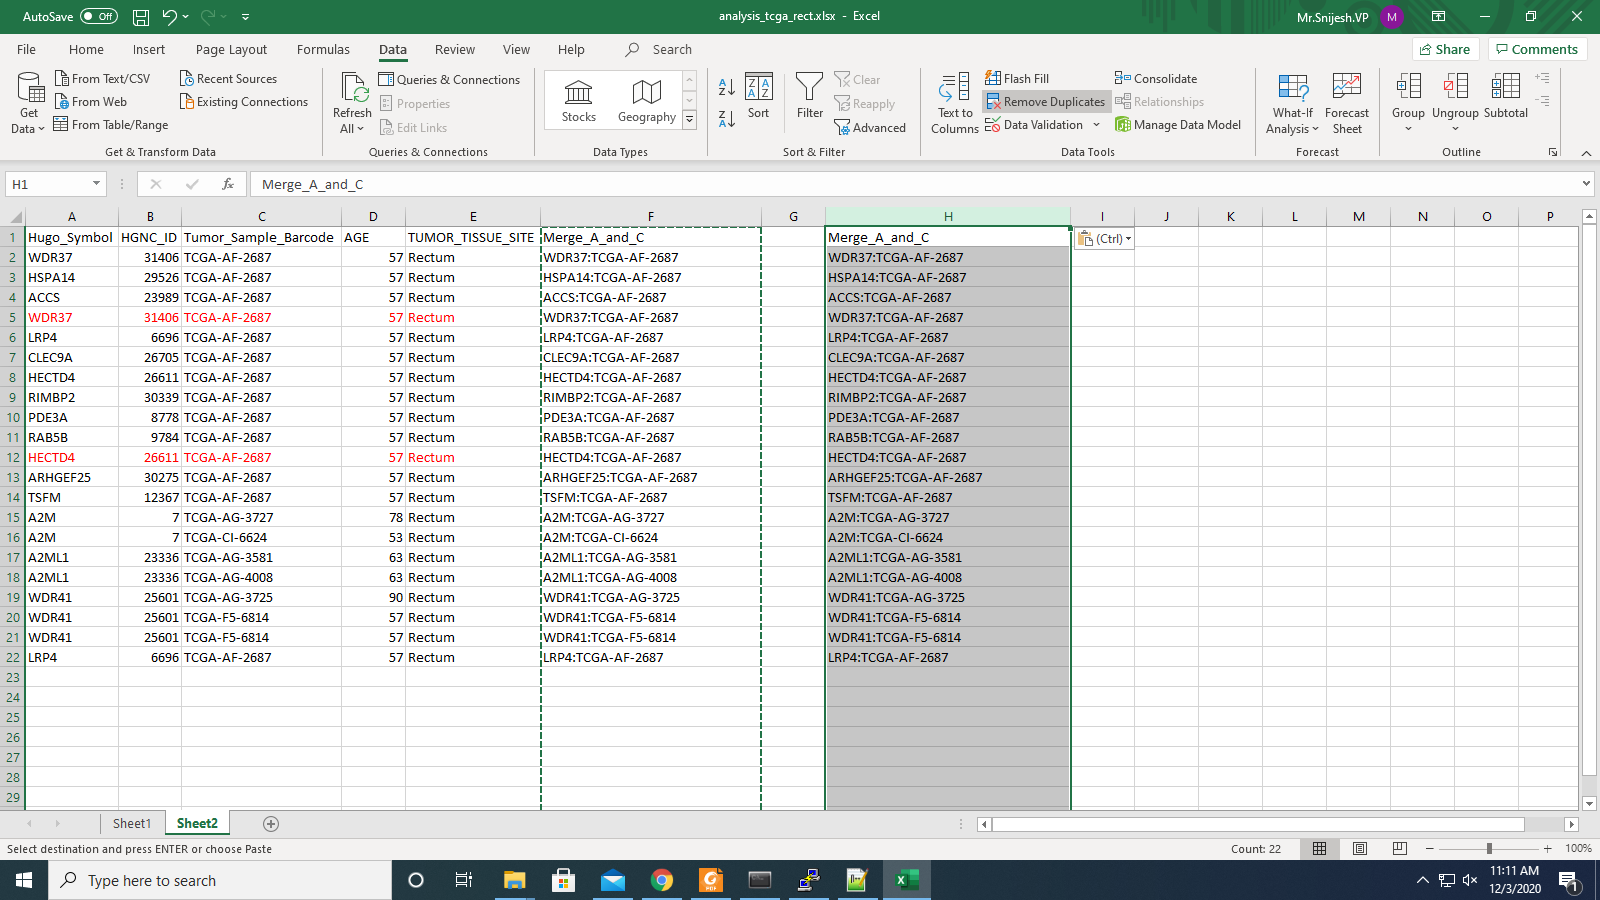 AutoSave Off analysis_tcga_rect.xlsx - Excel Mr.Snijesh.VP M
File Home Insert Page Layout Formulas Data Review View Help Search Share Comments
Get Data
From Text/CSV
From Web
From Table/Range
Recent Sources
Existing Connections
Get & Transform Data
Refresh All
Queries & Connections
Properties
Edit Links
Queries & Connections
Stocks
Geography
Data Types
Sort
Filter
Clear
Reapply
Advanced
Sort & Filter
Text to Columns
Flash Fill
Remove Duplicates
Data Validation
Consolidate
Relationships
Manage Data Model
Data Tools
What-If Analysis
Forecast Sheet
Forecast
Group
Ungroup
Subtotal
Outline
H1 fx Merge_A_and_C
A B C D E F G H I J K L M N O P
1 Hugo_Symbol HGNC_ID Tumor_Sample_Barcode AGE TUMOR_TISSUE_SITE Merge_A_and_C Merge_A_and_C (Ctrl)
2 WDR37 31406 TCGA-AF-2687 57 Rectum WDR37:TCGA-AF-2687 WDR37:TCGA-AF-2687
3 HSPA14 29526 TCGA-AF-2687 57 Rectum HSPA14:TCGA-AF-2687 HSPA14:TCGA-AF-2687
4 ACCS 23989 TCGA-AF-2687 57 Rectum ACCS:TCGA-AF-2687 ACCS:TCGA-AF-2687
5 WDR37 31406 TCGA-AF-2687 57 Rectum WDR37:TCGA-AF-2687 WDR37:TCGA-AF-2687
6 LRP4 6696 TCGA-AF-2687 57 Rectum LRP4:TCGA-AF-2687 LRP4:TCGA-AF-2687
7 CLEC9A 26705 TCGA-AF-2687 57 Rectum CLEC9A:TCGA-AF-2687 CLEC9A:TCGA-AF-2687
8 HECTD4 26611 TCGA-AF-2687 57 Rectum HECTD4:TCGA-AF-2687 HECTD4:TCGA-AF-2687
9 RIMBP2 30339 TCGA-AF-2687 57 Rectum RIMBP2:TCGA-AF-2687 RIMBP2:TCGA-AF-2687
10 PDE3A 8778 TCGA-AF-2687 57 Rectum PDE3A:TCGA-AF-2687 PDE3A:TCGA-AF-2687
11 RAB5B 9784 TCGA-AF-2687 57 Rectum RAB5B:TCGA-AF-2687 RAB5B:TCGA-AF-2687
12 HECTD4 26611 TCGA-AF-2687 57 Rectum HECTD4:TCGA-AF-2687 HECTD4:TCGA-AF-2687
13 ARHGEF25 30275 TCGA-AF-2687 57 Rectum ARHGEF25:TCGA-AF-2687 ARHGEF25:TCGA-AF-2687
14 TSFM 12367 TCGA-AF-2687 57 Rectum TSFM:TCGA-AF-2687 TSFM:TCGA-AF-2687
15 A2M 7 TCGA-AG-3727 78 Rectum A2M:TCGA-AG-3727 A2M:TCGA-AG-3727
16 A2M 7 TCGA-CI-6624 53 Rectum A2M:TCGA-CI-6624 A2M:TCGA-CI-6624
17 A2ML1 23336 TCGA-AG-3581 63 Rectum A2ML1:TCGA-AG-3581 A2ML1:TCGA-AG-3581
18 A2ML1 23336 TCGA-AG-4008 63 Rectum A2ML1:TCGA-AG-4008 A2ML1:TCGA-AG-4008
19 WDR41 25601 TCGA-AG-3725 90 Rectum WDR41:TCGA-AG-3725 WDR41:TCGA-AG-3725
20 WDR41 25601 TCGA-F5-6814 57 Rectum WDR41:TCGA-F5-6814 WDR41:TCGA-F5-6814
21 WDR41 25601 TCGA-F5-6814 57 Rectum WDR41:TCGA-F5-6814 WDR41:TCGA-F5-6814
22 LRP4 6696 TCGA-AF-2687 57 Rectum LRP4:TCGA-AF-2687 LRP4:TCGA-AF-2687
23
24
25
26
27
28
29
Sheet1 Sheet2
Select destination and press ENTER or choose Paste Count: 22 100%
Type here to search
11:11 AM
12/3/2020
1